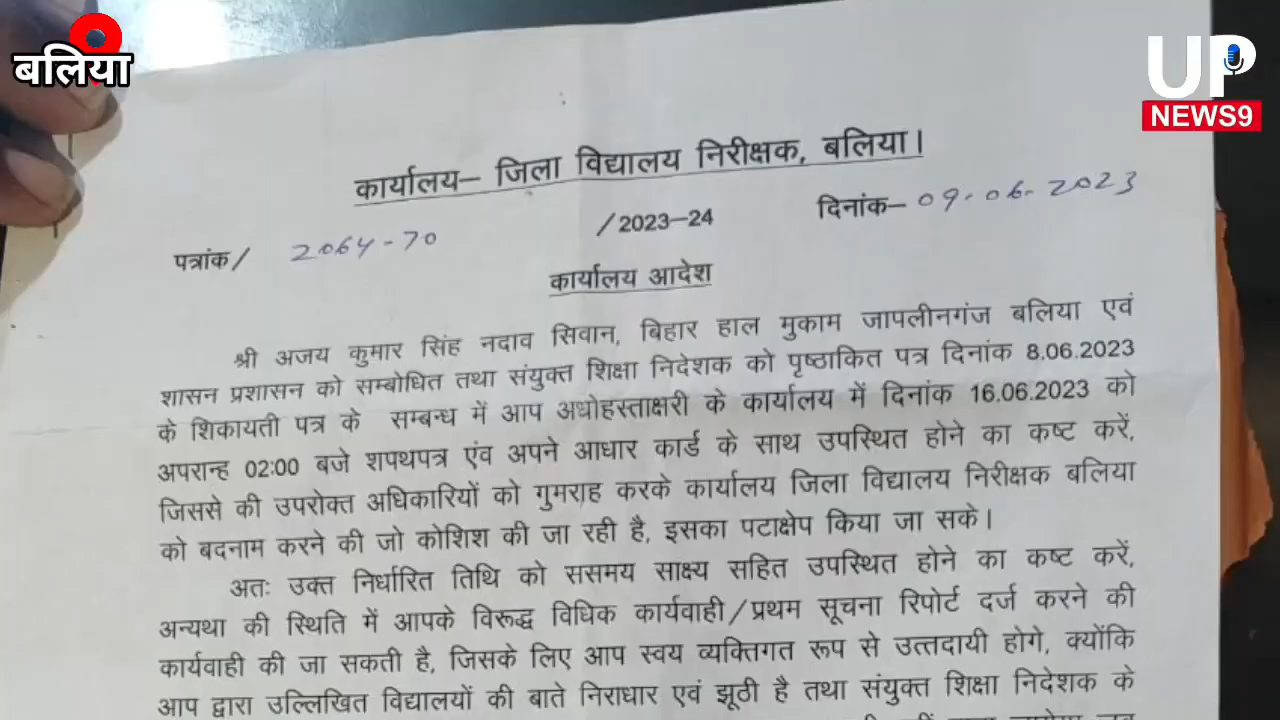 बलिया
UP
NEWS9
कार्यालय– जिला विद्यालय निरीक्षक, बलिया।
पत्रांक/ 2064-70 /2023–24 दिनांक– 09-06-2023
कार्यालय आदेश
श्री अजय कुमार सिंह नदाव सिवान, बिहार हाल मुकाम जापलीनगंज बलिया एवं
शासन प्रशासन को सम्बोधित तथा संयुक्त शिक्षा निदेशक को पृष्ठाकित पत्र दिनांक 8.06.2023
के शिकायती पत्र के सम्बन्ध में आप अधोहस्ताक्षरी के कार्यालय में दिनांक 16.06.2023 को
अपरान्ह 02:00 बजे शपथपत्र एंव अपने आधार कार्ड के साथ उपस्थित होने का कष्ट करें,
जिससे की उपरोक्त अधिकारियों को गुमराह करके कार्यालय जिला विद्यालय निरीक्षक बलिया
को बदनाम करने की जो कोशिश की जा रही है, इसका पटाक्षेप किया जा सके।
अतः उक्त निर्धारित तिथि को ससमय साक्ष्य सहित उपस्थित होने का कष्ट करें,
अन्यथा की स्थिति में आपके विरूद्ध विधिक कार्यवाही/प्रथम सूचना रिपोर्ट दर्ज करने की
कार्यवाही की जा सकती है, जिसके लिए आप स्वय व्यक्तिगत रूप से उत्तदायी होगे, क्योंकि
आप द्वारा उल्लिखित विद्यालयों की बाते निराधार एवं झूठी है तथा संयुक्त शिक्षा निदेशक के